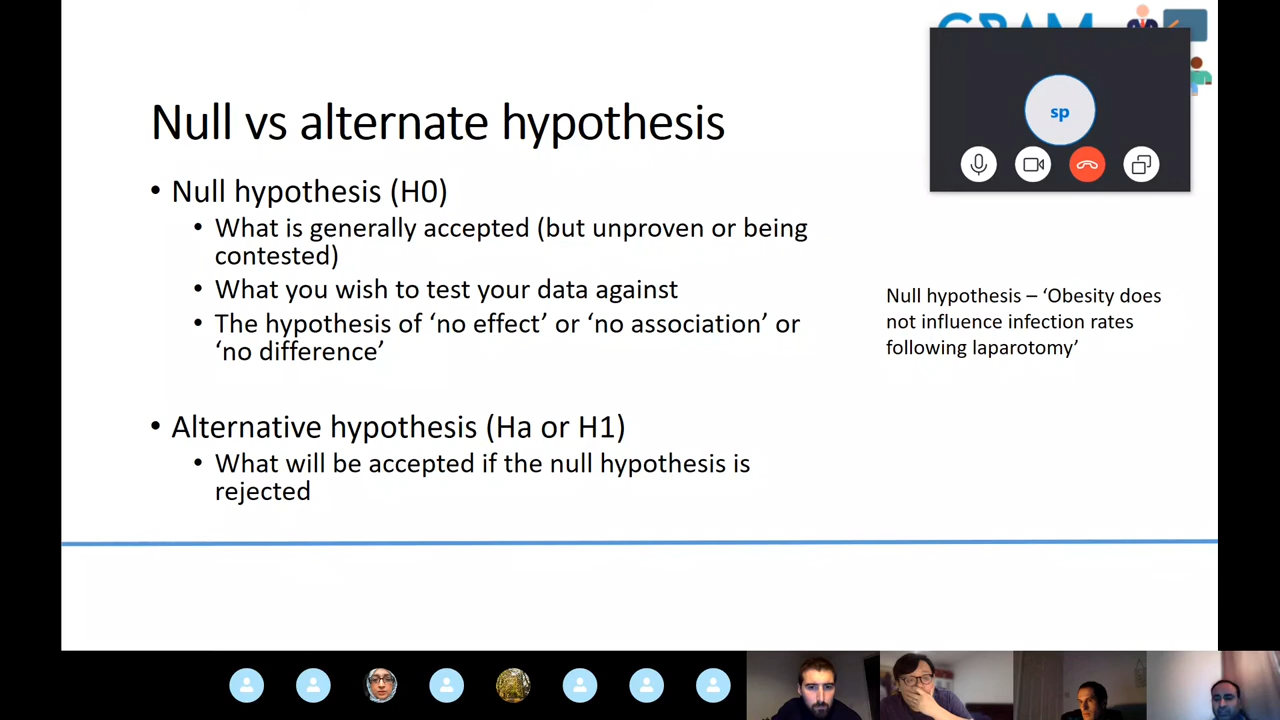 Null vs alternate hypothesis
• Null hypothesis (H0)
• What is generally accepted (but unproven or being
contested)
• What you wish to test your data against
• The hypothesis of ‘no effect’ or ‘no association’ or
‘no difference’
• Alternative hypothesis (Ha or H1)
• What will be accepted if the null hypothesis is
rejected
sp
Null hypothesis – ‘Obesity does
not influence infection rates
following laparotomy’